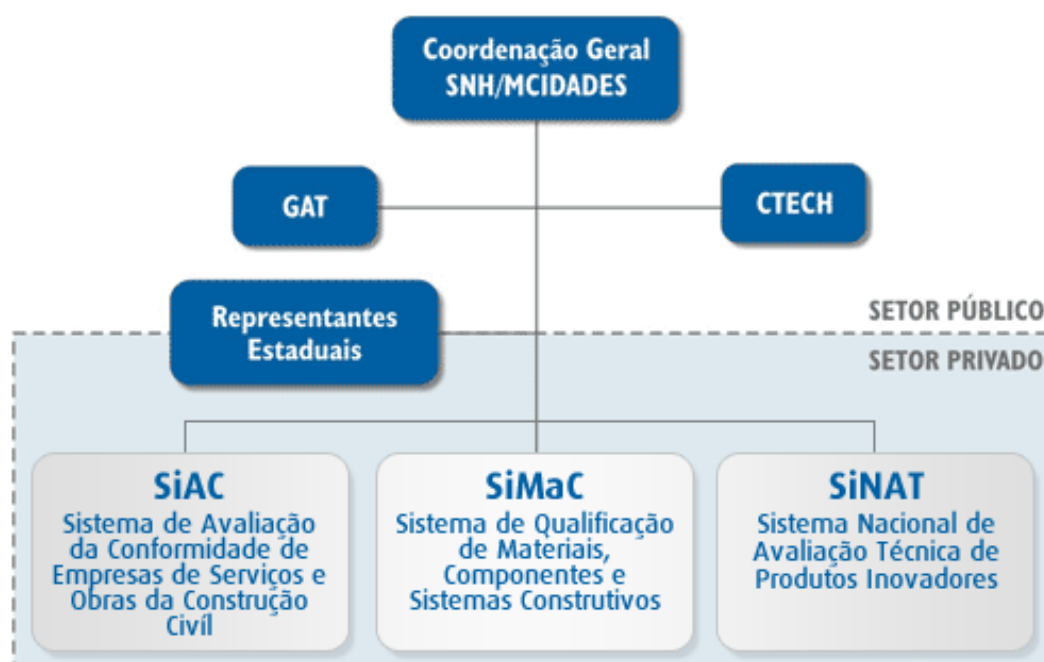 Coordenação Geral
SNH/MCIDADES
GAT
CTECH
Representantes
Estaduais
SETOR PÚBLICO
SETOR PRIVADO
SiAC
Sistema de Avaliação
da Conformidade de
Empresas de Serviços e
Obras da Construção
Civíl
SiMaC
Sistema de Qualificação
de Materiais,
Componentes e
Sistemas Construtivos
SiNAT
Sistema Nacional de
Avaliação Técnica de
Produtos Inovadores